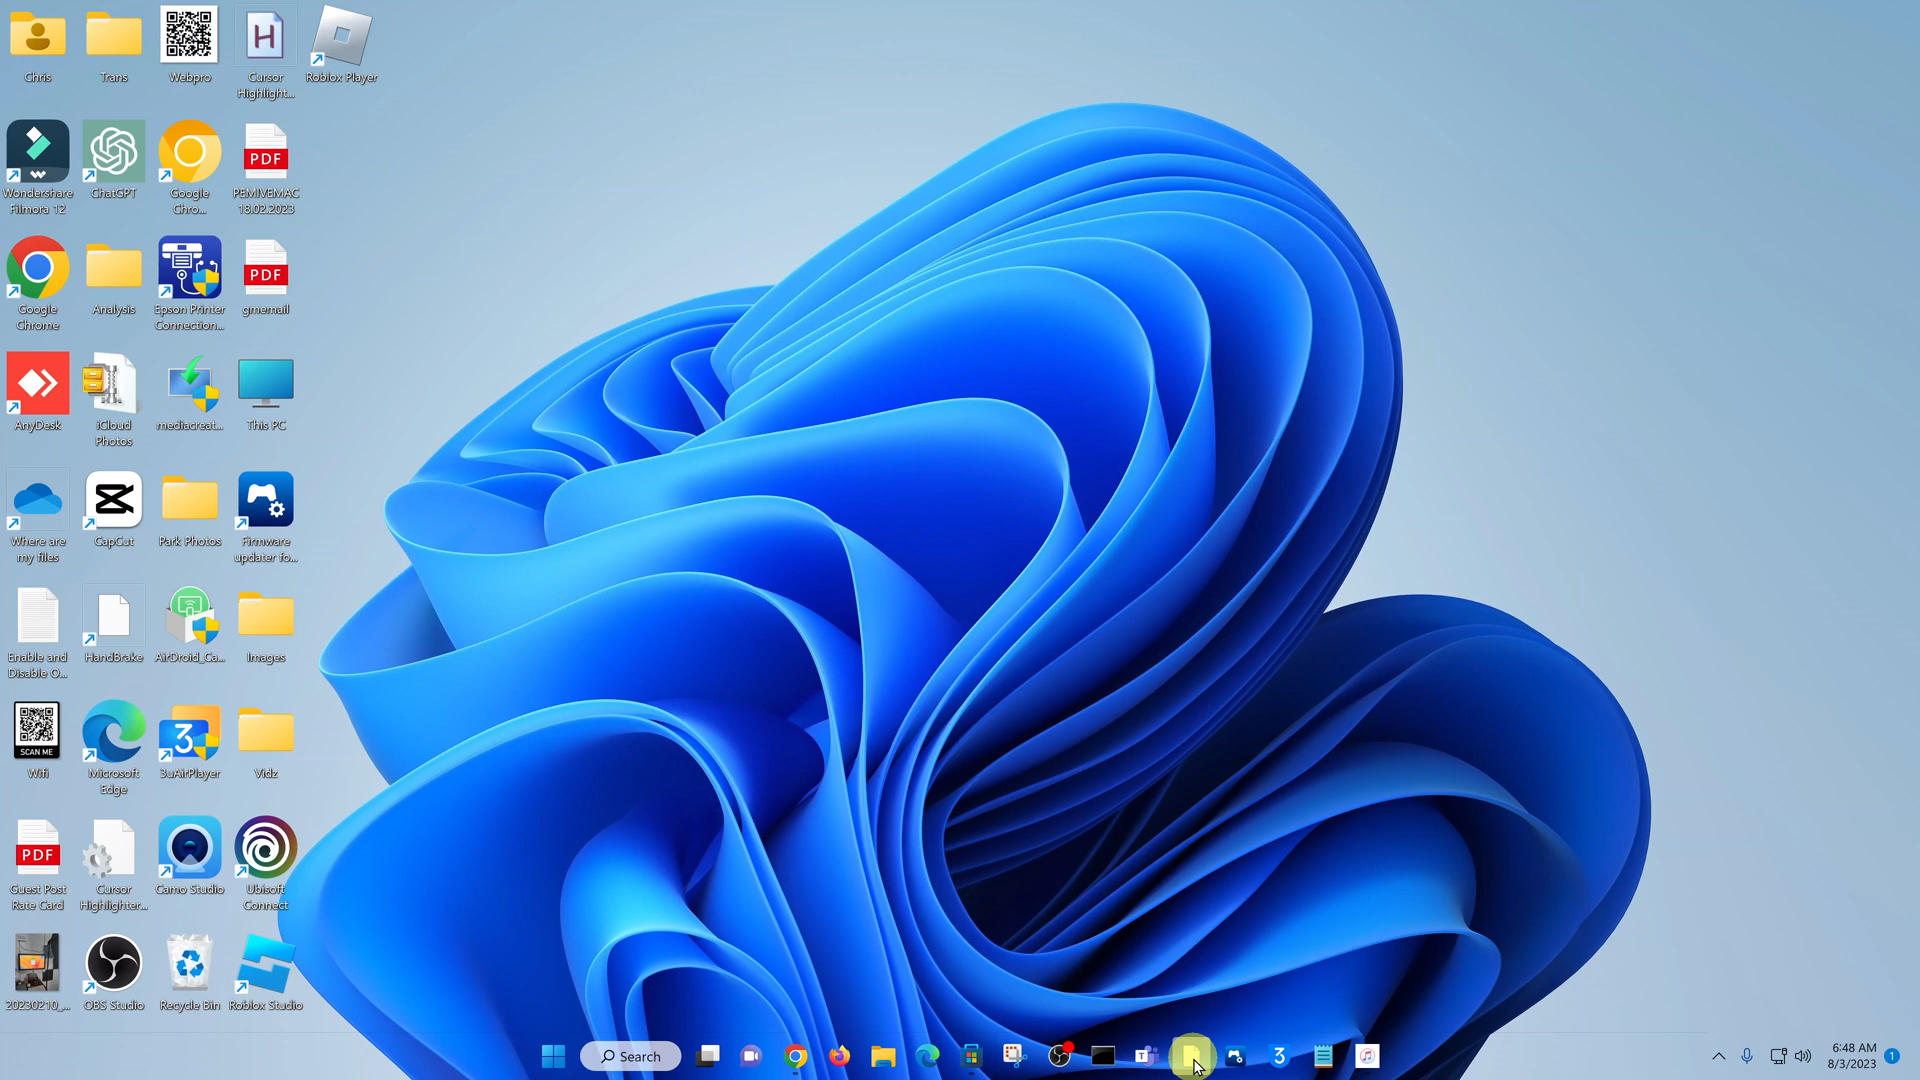 Chris
Trans
Webpro
Cursor
Highlight...
Roblox Player
Wondershare
Filmora 12
ChatGPT
Google
Chro...
PDF
PEMIVEMAC
18.02.2023
Google
Chrome
Analysis
Epson Printer
Connection...
PDF
gmemail
AnyDesk
iCloud
Photos
mediacreat...
This PC
Where are
my files
CapCut
Park Photos
Firmware
updater fo...
Enable and
Disable O...
HandBrake
AirDroid_Ca...
Images
SCAN ME
Wifi
Microsoft
Edge
3
3uAirPlayer
Vidz
PDF
Guest Post
Rate Card
Cursor
Highlighter...
Camo Studio
Ubisoft
Connect
20230210_...
OBS Studio
Recycle Bin
Roblox Studio
Search
T
3
6:48 AM
8/3/2023
1